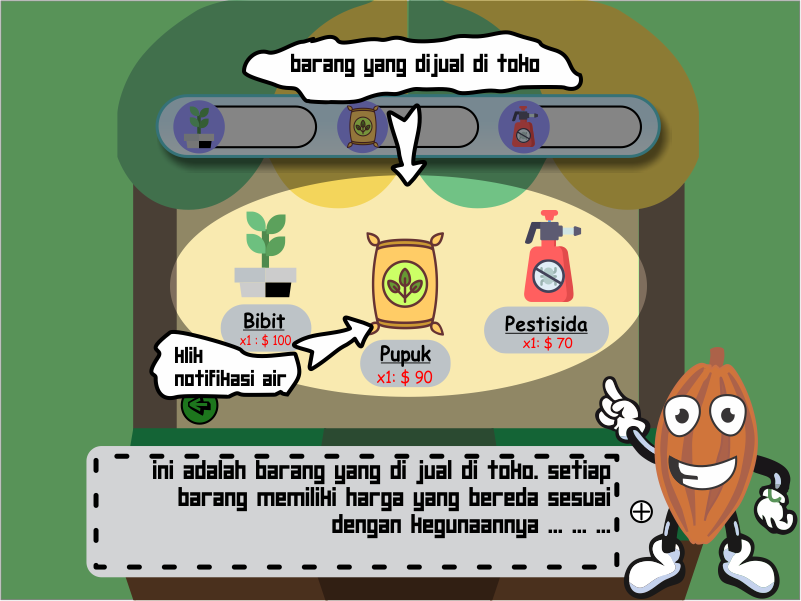 barang yang dijual di toko
Bibit
x1 : $ 100
Pestisida
x1: $ 70
Pupuk
x1: $ 90
klik
notifikasi air
ini adalah barang yang di jual di toko. setiap
barang memiliki harga yang bereda sesuai
dengan kegunaannya ... ... ...